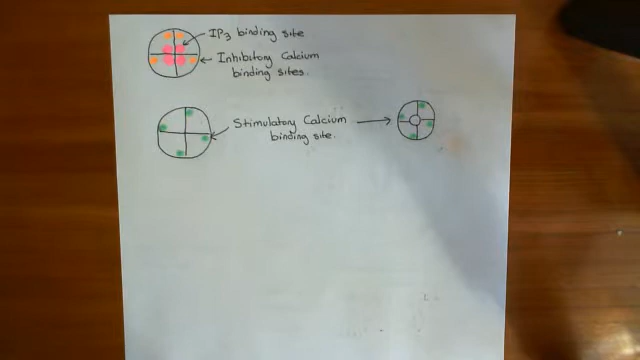 IP₃ binding site
Inhibitory Calcium
binding sites.
Stimulatory Calcium
binding site.